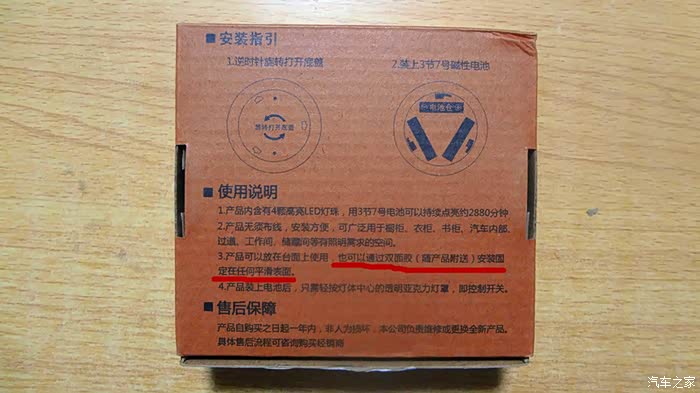 ■ 安装指引
1.逆时针旋转打开底盖
2.装上3节7号碱性电池
旋转打开底盖
电池仓
■ 使用说明
1.产品内含有4颗高亮LED灯珠，用3节7号电池可以持续点亮约2880分钟
2.产品无须布线，安装方便，可广泛用于橱柜、衣柜、书柜、汽车内部、
过道、工作间、储藏间等有照明需求的空间。
3.产品可以放在台面上使用，也可以通过双面胶（随产品附送）安装固
定在任何平滑表面。
4.产品装上电池后，只需轻按灯体中心的透明亚克力灯罩，即控制开关。
■ 售后保障
产品自购买之日起一年内，非人为损坏，本公司负责维修或更换全新产品。
具体售后流程可咨询购买经销商
汽车之家